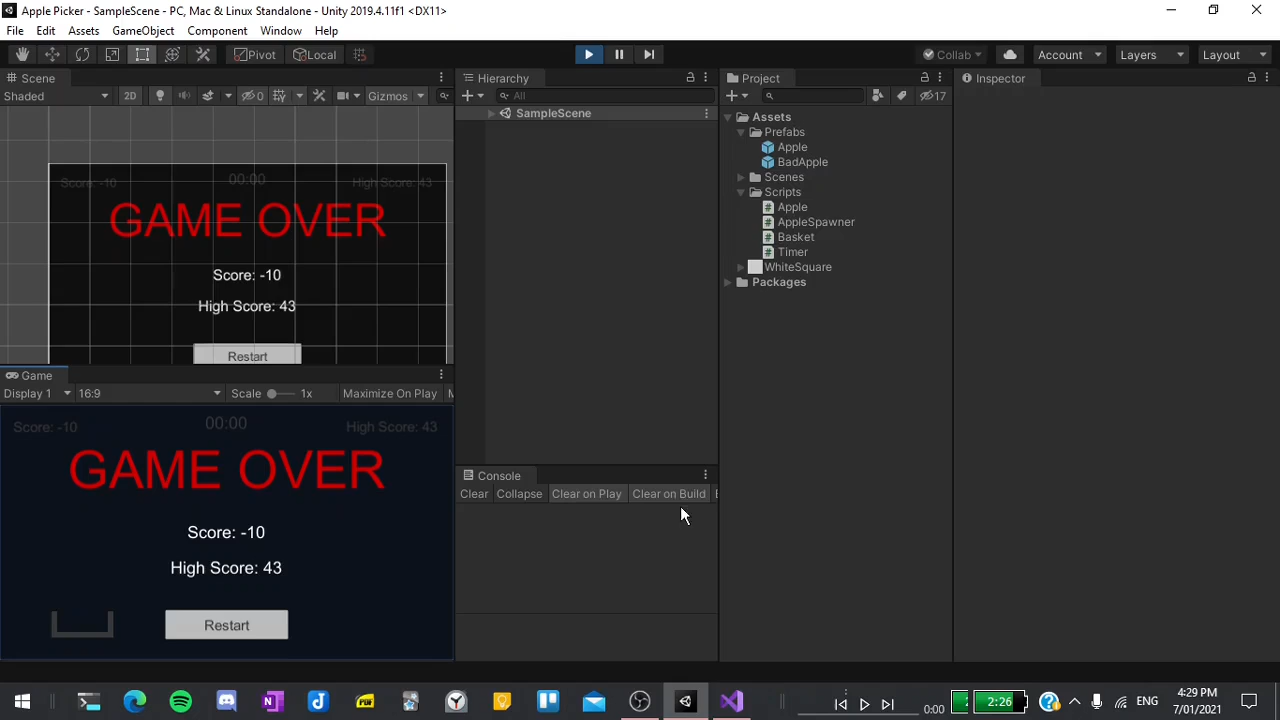 Apple Picker - SampleScene - PC, Mac & Linux Standalone - Unity 2019.4.11f1 <DX11>
File Edit Assets GameObject Component Window Help
Pivot Local Collab Account Layers Layout
Scene
Shaded 2D 0 Gizmos
Score: -10 00:00 High Score: 43
GAME OVER
Score: -10
High Score: 43
Restart
Game
Display 1 16:9 Scale 1x Maximize On Play M
Score: -10 00:00 High Score: 43
GAME OVER
Score: -10
High Score: 43
Restart
Hierarchy
All
SampleScene
Console
Clear Collapse Clear on Play Clear on Build E
Project
17
Assets
Prefabs
Apple
BadApple
Scenes
Scripts
Apple
AppleSpawner
Basket
Timer
WhiteSquare
Packages
Inspector
0:00 2:26 ENG 4:29 PM
7/01/2021